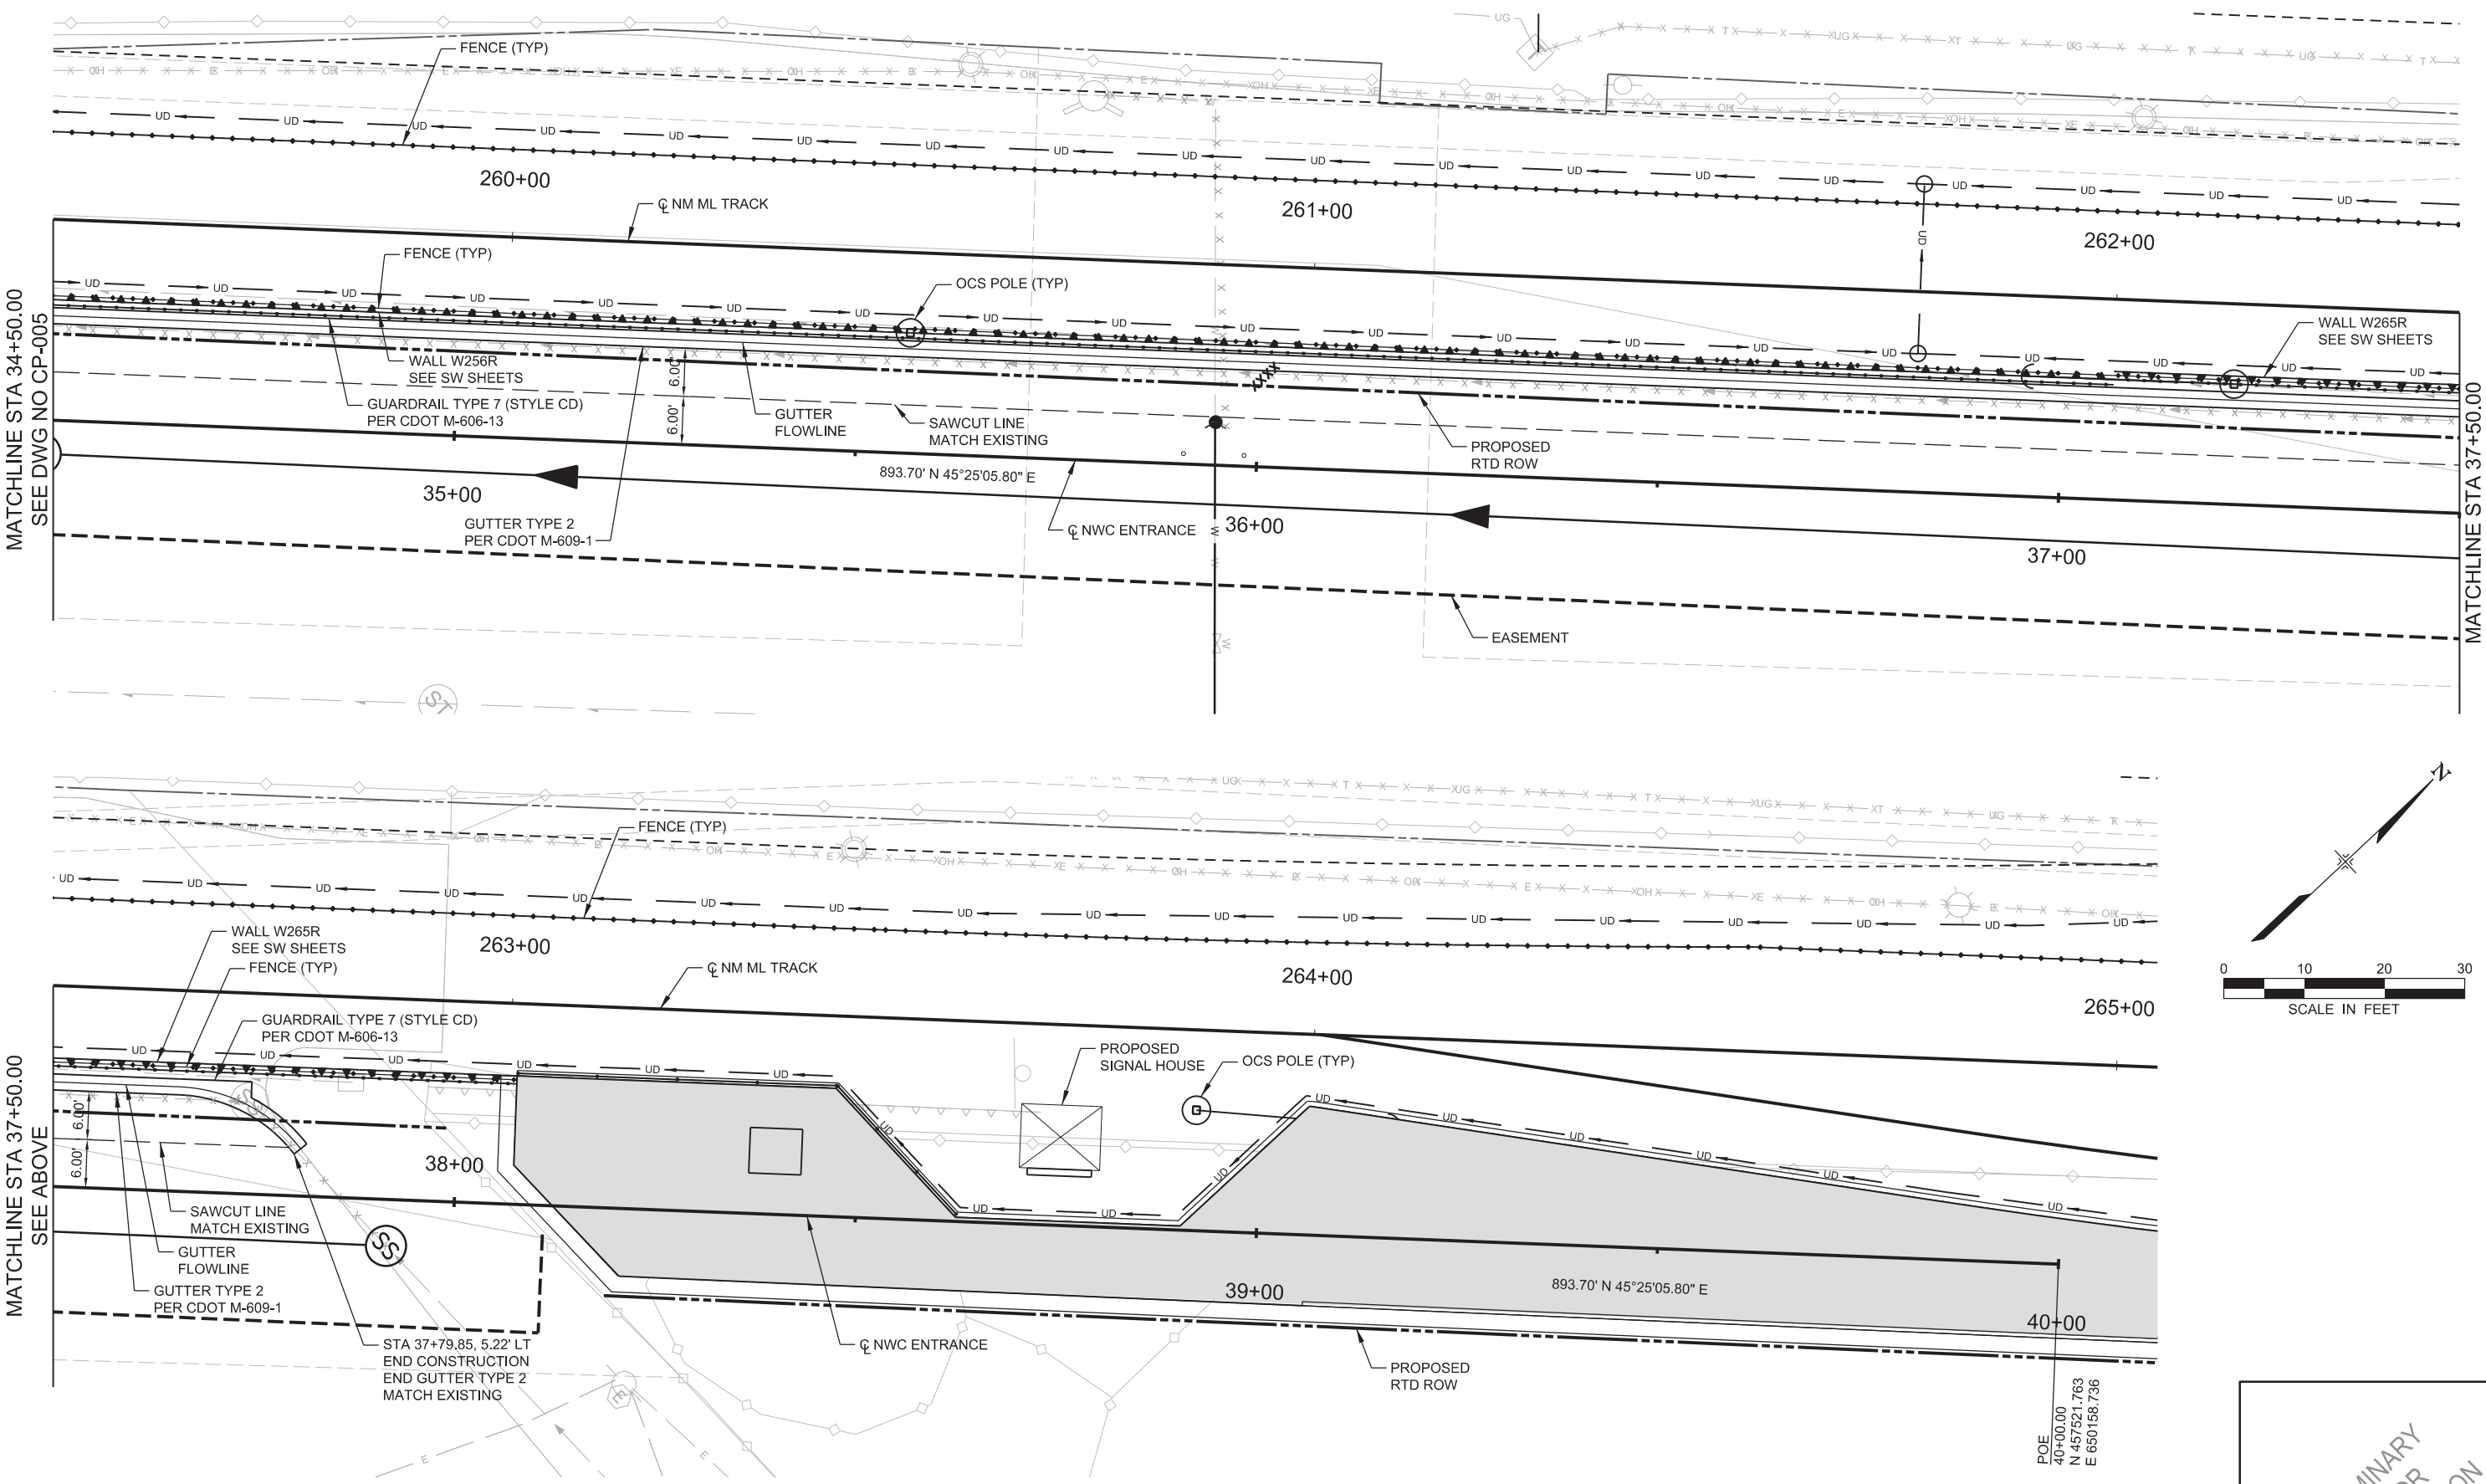 FENCE (TYP)
260+00
261+00
262+00
℄ NM ML TRACK
FENCE (TYP)
OCS POLE (TYP)
WALL W265R
SEE SW SHEETS
WALL W256R
SEE SW SHEETS
GUARDRAIL TYPE 7 (STYLE CD)
PER CDOT M-606-13
6.00'
6.00'
GUTTER
FLOWLINE
SAWCUT LINE
MATCH EXISTING
PROPOSED
RTD ROW
893.70' N 45°25'05.80" E
35+00
36+00
37+00
GUTTER TYPE 2
PER CDOT M-609-1
℄ NWC ENTRANCE
EASEMENT
MATCHLINE STA 34+50.00
SEE DWG NO CP-005
MATCHLINE STA 37+50.00
ST
UD
UG
OH
E
T
W
X
N
0 10 20 30
SCALE IN FEET
FENCE (TYP)
263+00
264+00
265+00
WALL W265R
SEE SW SHEETS
FENCE (TYP)
℄ NM ML TRACK
GUARDRAIL TYPE 7 (STYLE CD)
PER CDOT M-606-13
PROPOSED
SIGNAL HOUSE
OCS POLE (TYP)
6.00'
6.00'
38+00
SAWCUT LINE
MATCH EXISTING
SS
GUTTER
FLOWLINE
GUTTER TYPE 2
PER CDOT M-609-1
39+00
893.70' N 45°25'05.80" E
40+00
STA 37+79.85, 5.22' LT
END CONSTRUCTION
END GUTTER TYPE 2
MATCH EXISTING
℄ NWC ENTRANCE
PROPOSED
RTD ROW
POE
40+00.00
N 457521.763
E 650158.736
MATCHLINE STA 37+50.00
SEE ABOVE